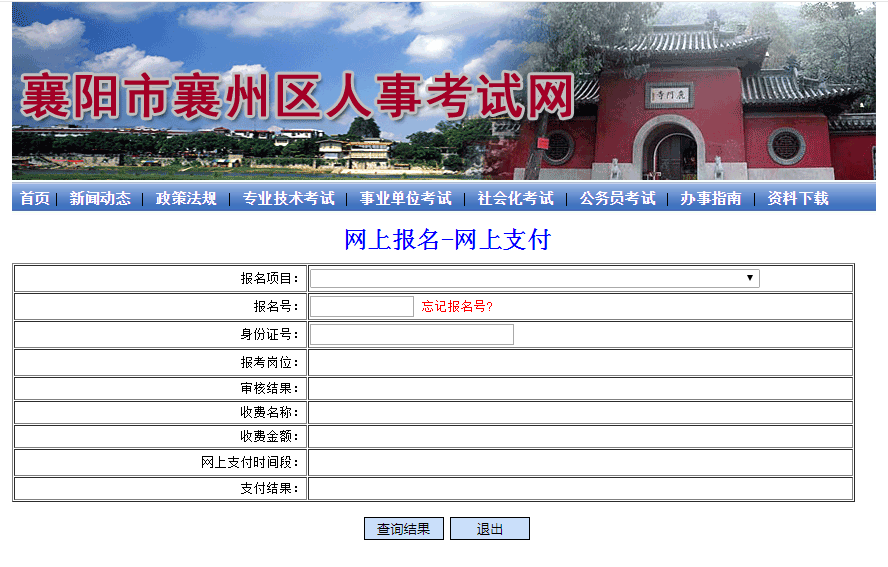 襄阳市襄州区人事考试网
首页 | 新闻动态 | 政策法规 | 专业技术考试 | 事业单位考试 | 社会化考试 | 公务员考试 | 办事指南 | 资料下载
网上报名-网上支付
报名项目：
报名号： 忘记报名号?
身份证号：
报考岗位：
审核结果：
收费名称：
收费金额：
网上支付时间段：
支付结果：
查询结果 退出